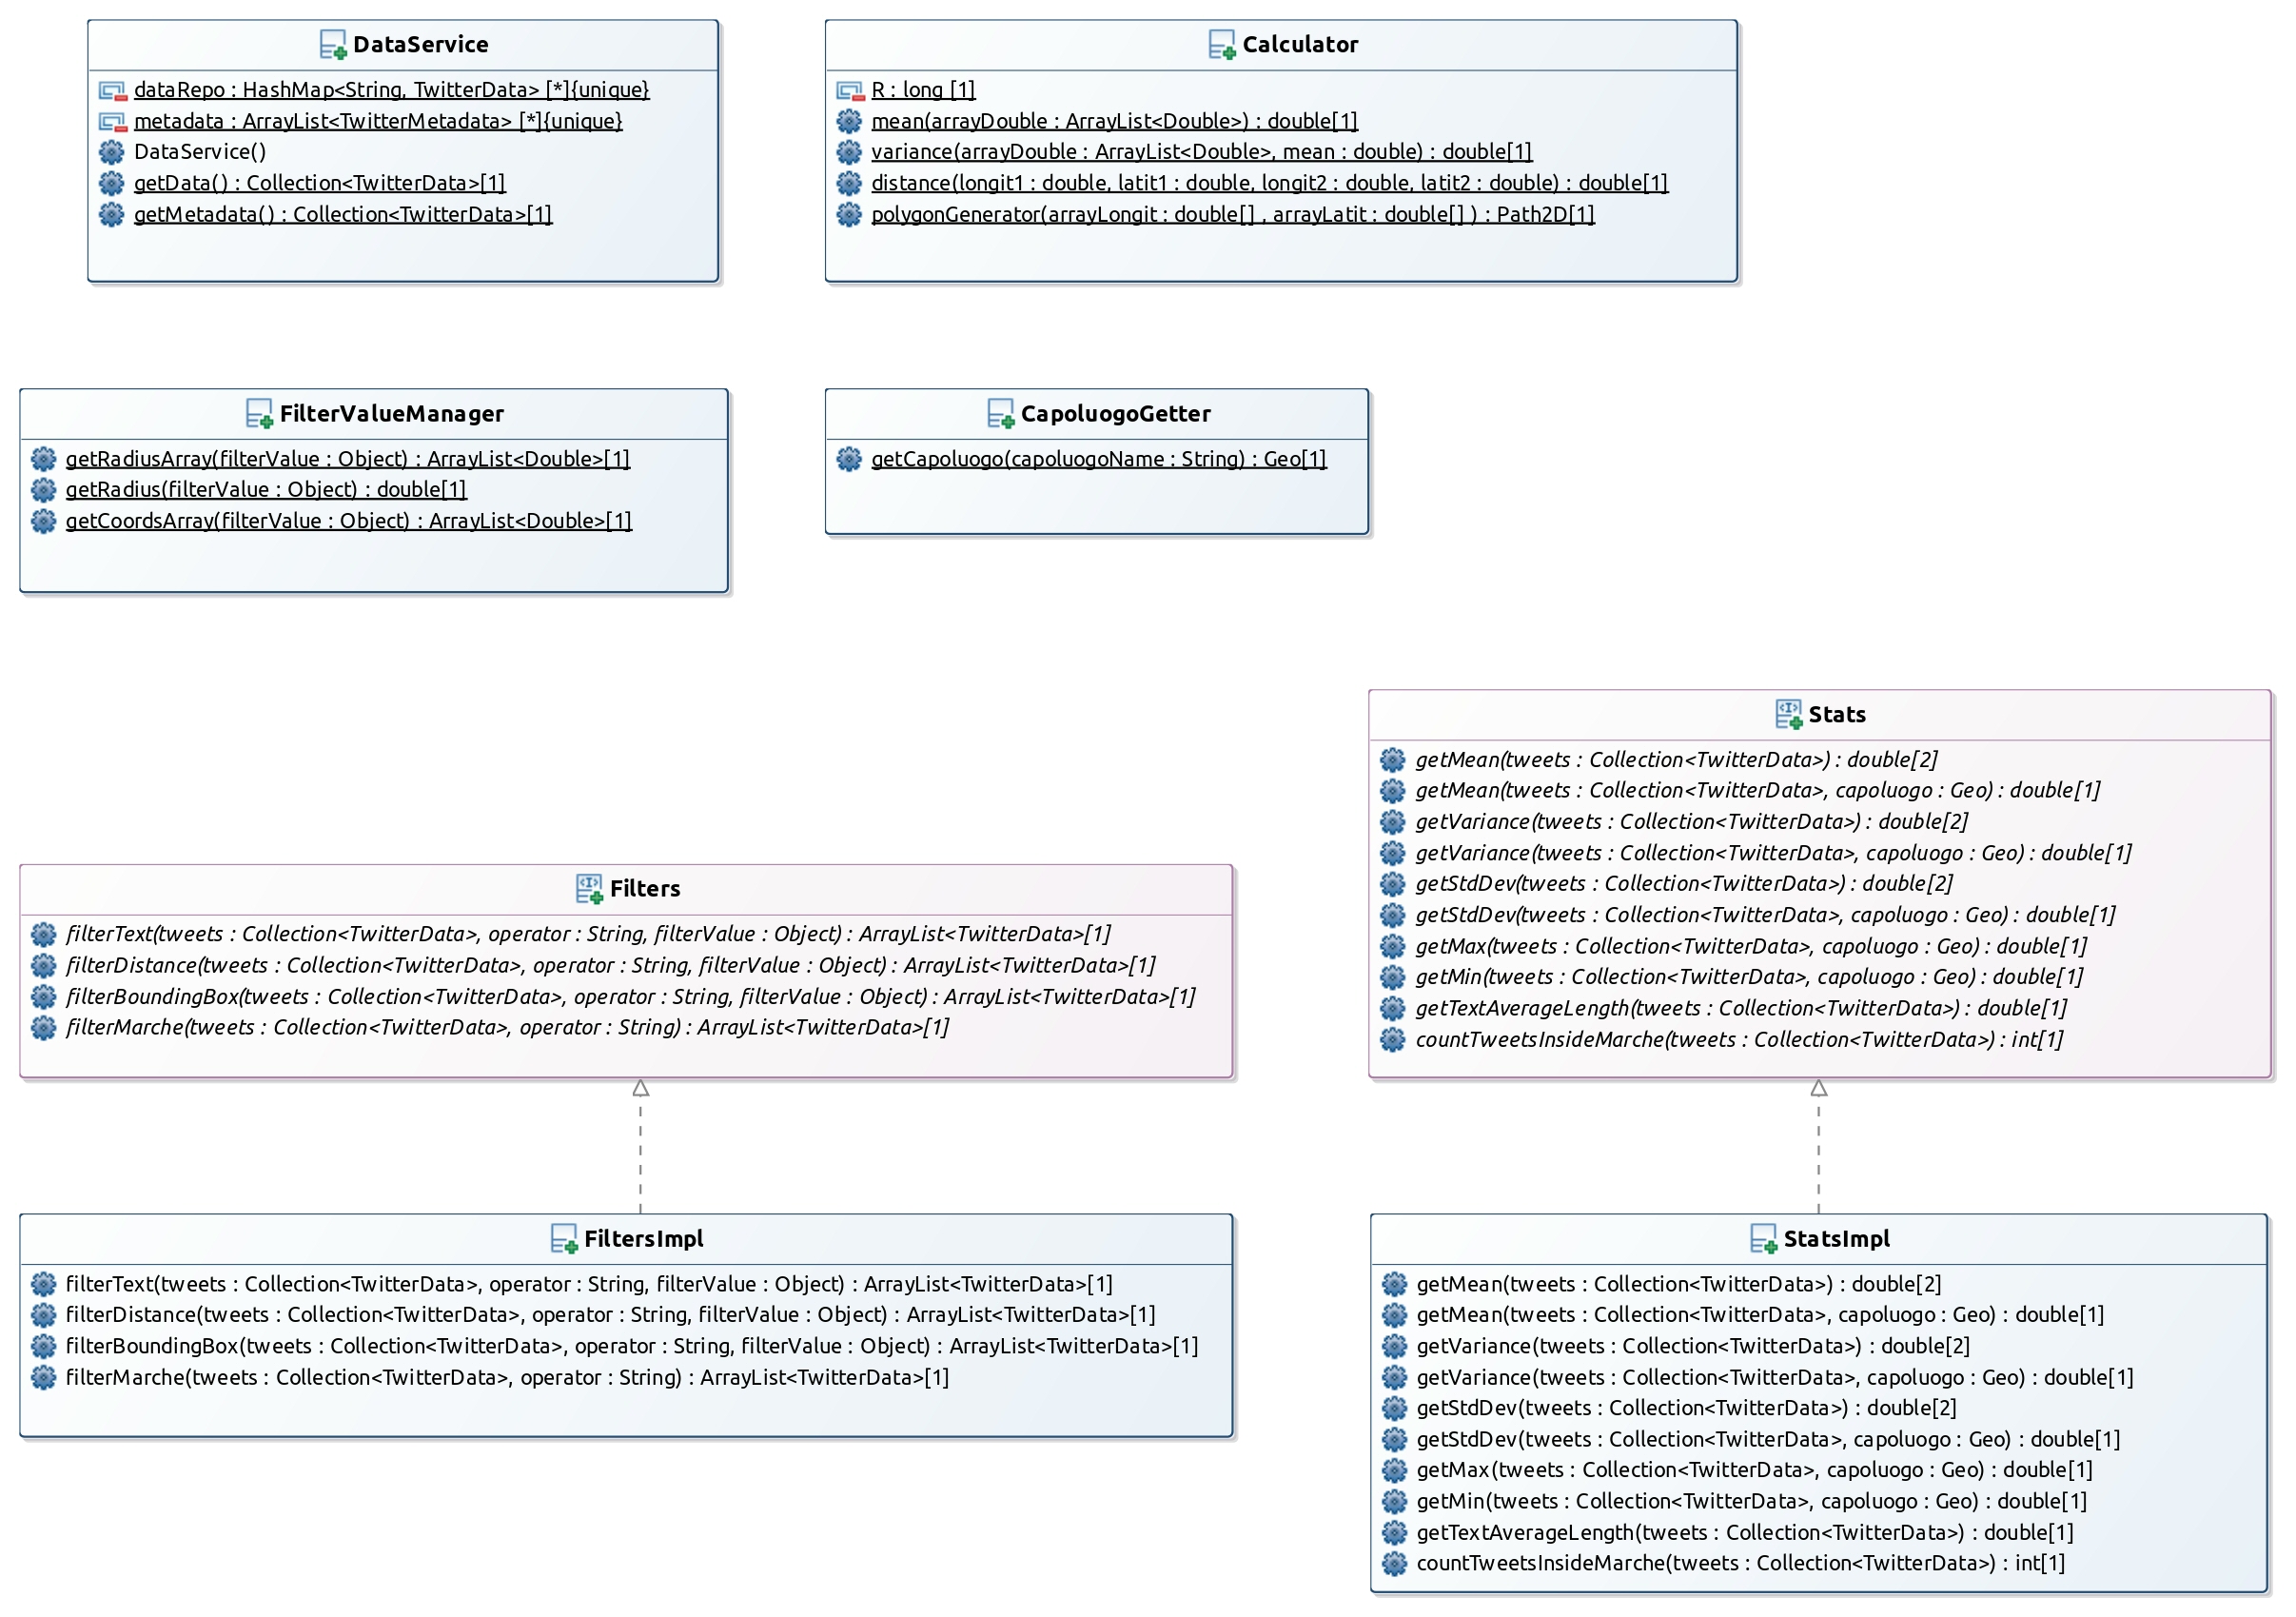 DataService
dataRepo : HashMap<String, TwitterData> [*]{unique}
metadata : ArrayList<TwitterMetadata> [*]{unique}
DataService()
getData() : Collection<TwitterData>[1]
getMetadata() : Collection<TwitterData>[1]
Calculator
R : long [1]
mean(arrayDouble : ArrayList<Double>) : double[1]
variance(arrayDouble : ArrayList<Double>, mean : double) : double[1]
distance(longit1 : double, latit1 : double, longit2 : double, latit2 : double) : double[1]
polygonGenerator(arrayLongit : double[] , arrayLatit : double[] ) : Path2D[1]
FilterValueManager
getRadiusArray(filterValue : Object) : ArrayList<Double>[1]
getRadius(filterValue : Object) : double[1]
getCoordsArray(filterValue : Object) : ArrayList<Double>[1]
CapoluogoGetter
getCapoluogo(capoluogoName : String) : Geo[1]
Stats
getMean(tweets : Collection<TwitterData>) : double[2]
getMean(tweets : Collection<TwitterData>, capoluogo : Geo) : double[1]
getVariance(tweets : Collection<TwitterData>) : double[2]
getVariance(tweets : Collection<TwitterData>, capoluogo : Geo) : double[1]
getStdDev(tweets : Collection<TwitterData>) : double[2]
getStdDev(tweets : Collection<TwitterData>, capoluogo : Geo) : double[1]
getMax(tweets : Collection<TwitterData>, capoluogo : Geo) : double[1]
getMin(tweets : Collection<TwitterData>, capoluogo : Geo) : double[1]
getTextAverageLength(tweets : Collection<TwitterData>) : double[1]
countTweetsInsideMarche(tweets : Collection<TwitterData>) : int[1]
Filters
filterText(tweets : Collection<TwitterData>, operator : String, filterValue : Object) : ArrayList<TwitterData>[1]
filterDistance(tweets : Collection<TwitterData>, operator : String, filterValue : Object) : ArrayList<TwitterData>[1]
filterBoundingBox(tweets : Collection<TwitterData>, operator : String, filterValue : Object) : ArrayList<TwitterData>[1]
filterMarche(tweets : Collection<TwitterData>, operator : String) : ArrayList<TwitterData>[1]
FiltersImpl
filterText(tweets : Collection<TwitterData>, operator : String, filterValue : Object) : ArrayList<TwitterData>[1]
filterDistance(tweets : Collection<TwitterData>, operator : String, filterValue : Object) : ArrayList<TwitterData>[1]
filterBoundingBox(tweets : Collection<TwitterData>, operator : String, filterValue : Object) : ArrayList<TwitterData>[1]
filterMarche(tweets : Collection<TwitterData>, operator : String) : ArrayList<TwitterData>[1]
StatsImpl
getMean(tweets : Collection<TwitterData>) : double[2]
getMean(tweets : Collection<TwitterData>, capoluogo : Geo) : double[1]
getVariance(tweets : Collection<TwitterData>) : double[2]
getVariance(tweets : Collection<TwitterData>, capoluogo : Geo) : double[1]
getStdDev(tweets : Collection<TwitterData>) : double[2]
getStdDev(tweets : Collection<TwitterData>, capoluogo : Geo) : double[1]
getMax(tweets : Collection<TwitterData>, capoluogo : Geo) : double[1]
getMin(tweets : Collection<TwitterData>, capoluogo : Geo) : double[1]
getTextAverageLength(tweets : Collection<TwitterData>) : double[1]
countTweetsInsideMarche(tweets : Collection<TwitterData>) : int[1]